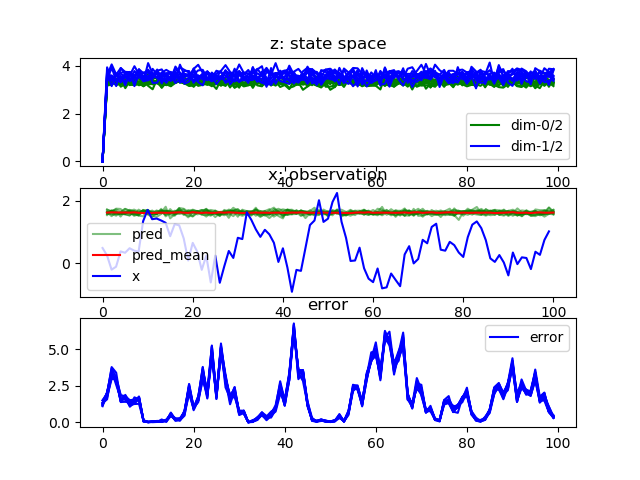 z: state space
4
2
0
dim-0/2
dim-1/2
0 20 40 60 80 100
x: observation
2
0
pred
pred_mean
x
0 20 40 60 80 100
error
5.0
2.5
0.0
error
0 20 40 60 80 100